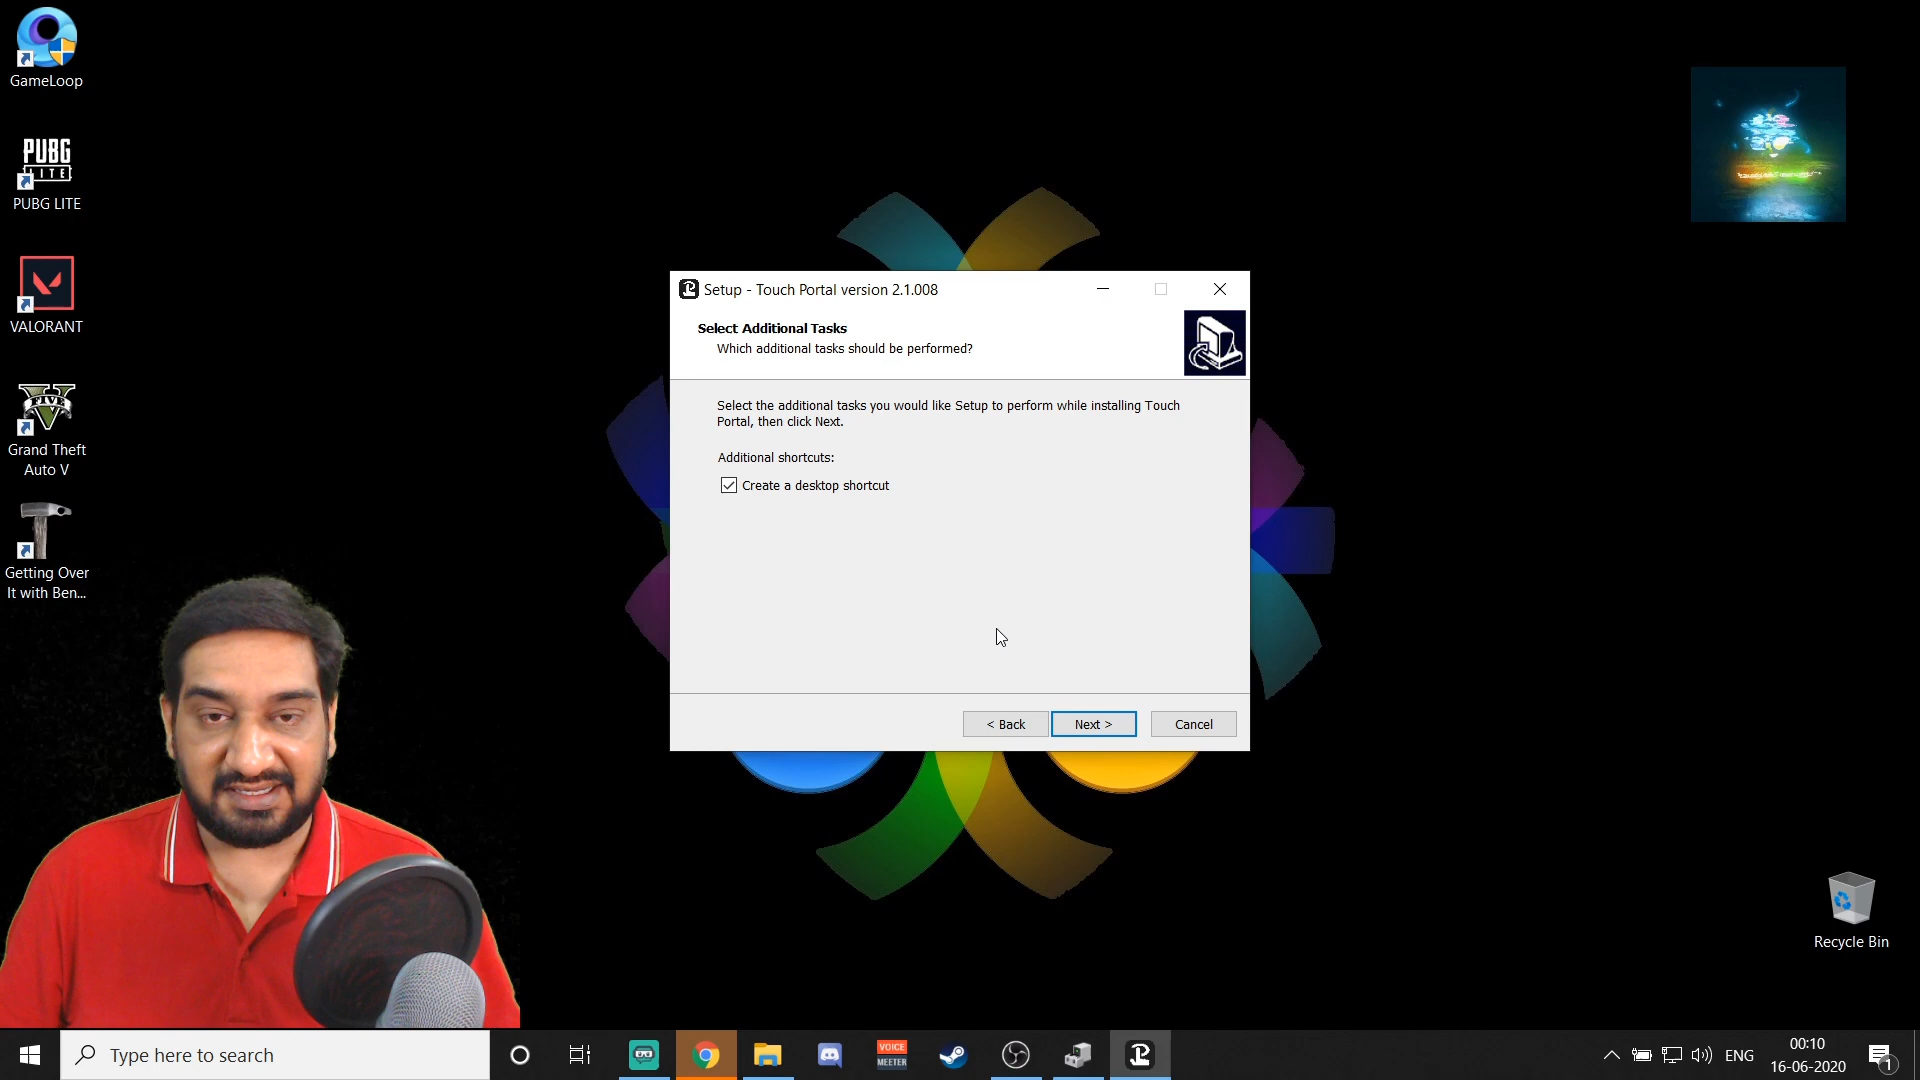 GameLoop
PUBG
LITE
PUBG LITE
VALORANT
FIVE
Grand Theft
Auto V
Getting Over
It with Ben...
Setup - Touch Portal version 2.1.008
Select Additional Tasks
Which additional tasks should be performed?
Select the additional tasks you would like Setup to perform while installing Touch
Portal, then click Next.
Additional shortcuts:
Create a desktop shortcut
< Back
Next >
Cancel
Recycle Bin
Type here to search
VOICE
MEETER
ENG
00:10
16-06-2020
1